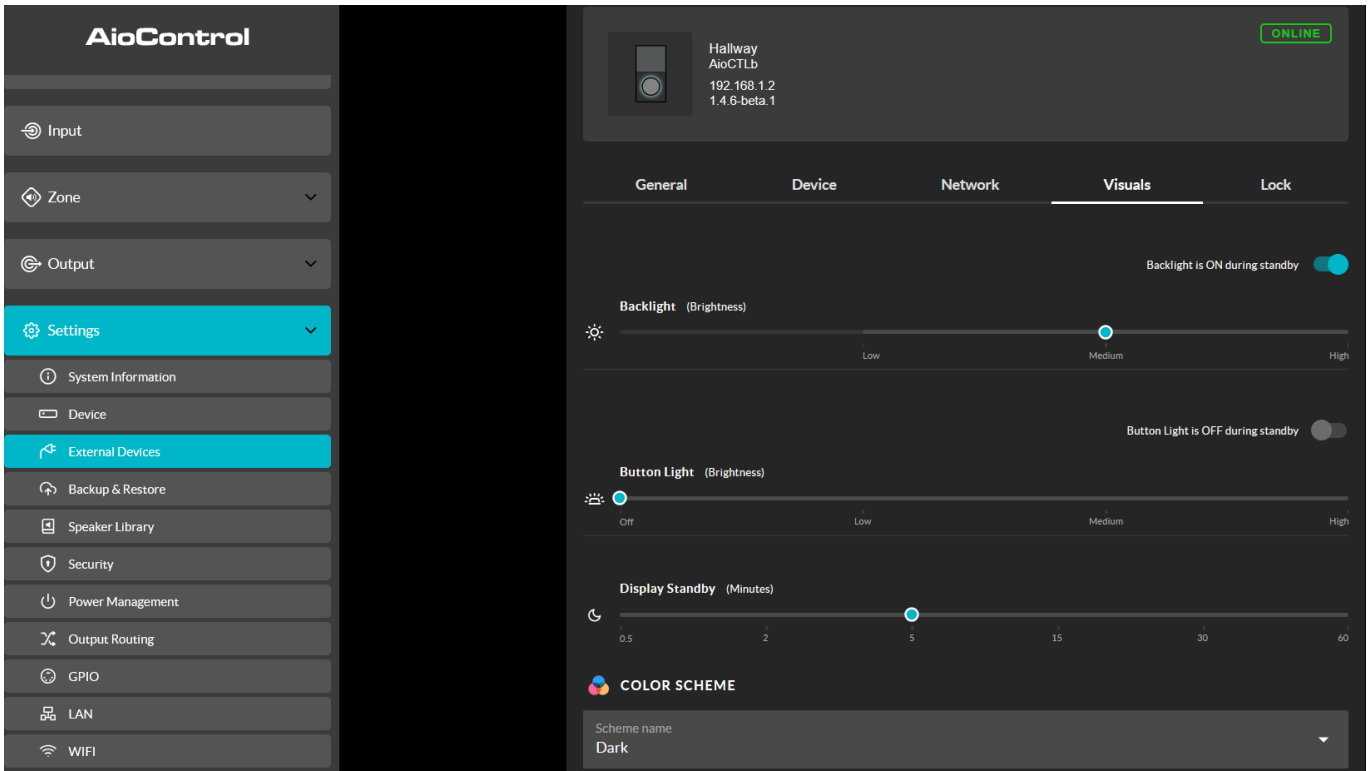 AioControl
Input
Zone
Output
Settings
System Information
Device
External Devices
Backup & Restore
Speaker Library
Security
Power Management
Output Routing
GPIO
LAN
WIFI
Hallway
AioCTLb
192.168.1.2
1.4.6-beta.1
ONLINE
General Device Network Visuals Lock
Backlight is ON during standby
Backlight (Brightness)
Low Medium High
Button Light is OFF during standby
Button Light (Brightness)
Off Low Medium High
Display Standby (Minutes)
0.5 2 5 15 30 60
COLOR SCHEME
Scheme name
Dark